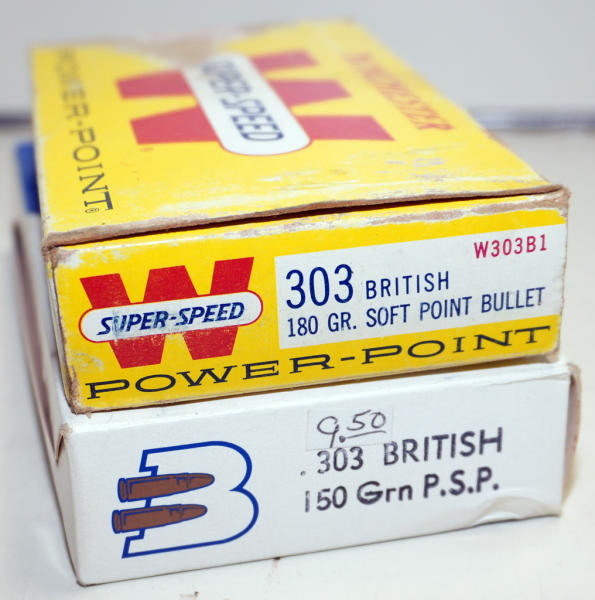 POWER-POINT®
W
SUPER-SPEED
WINCHESTER
W303B1
W
SUPER-SPEED
303 BRITISH
180 GR. SOFT POINT BULLET
POWER-POINT
9.50
.303 BRITISH
150 Grn P.S.P.
B